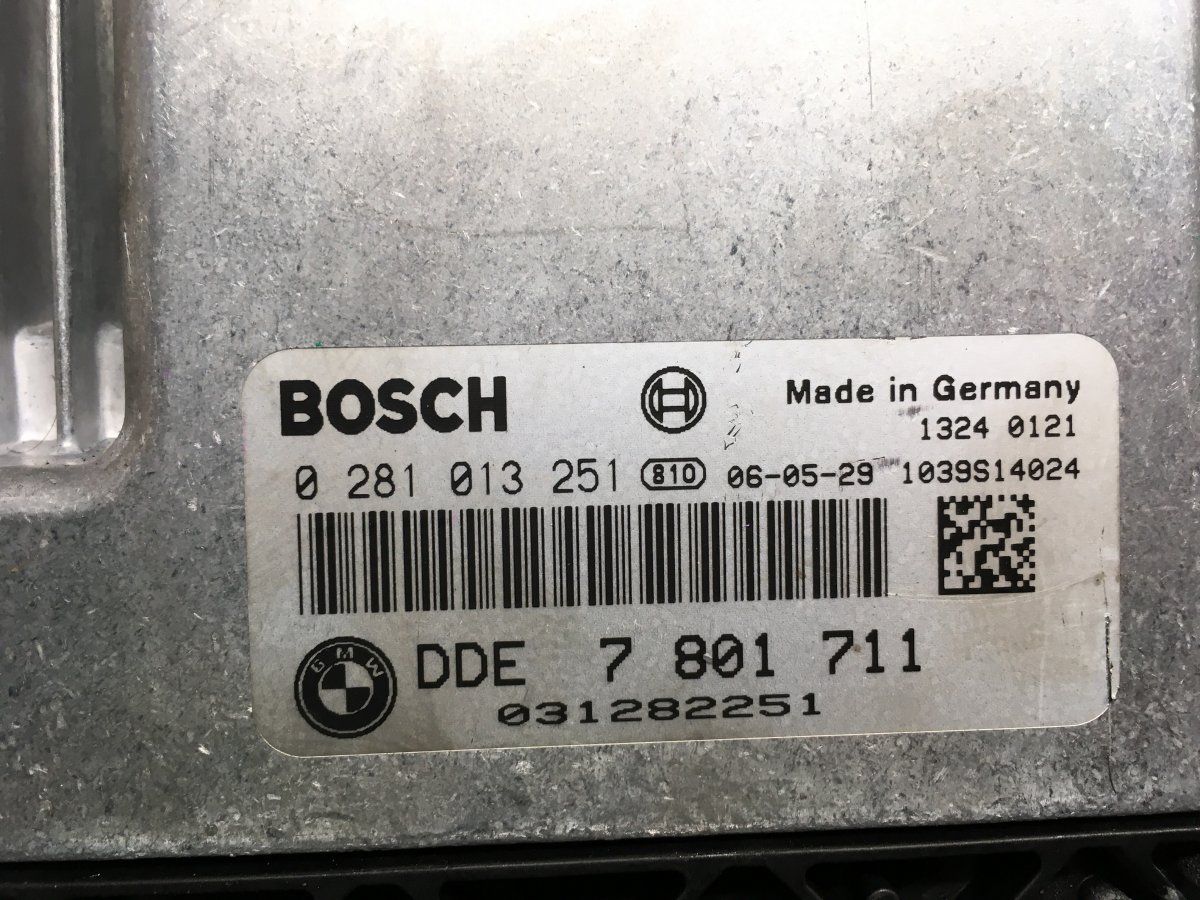 BOSCH
Made in Germany
1324 0121
0 281 013 251 810 06-05-29 1039S14024
BMW
DDE 7 801 711
031282251